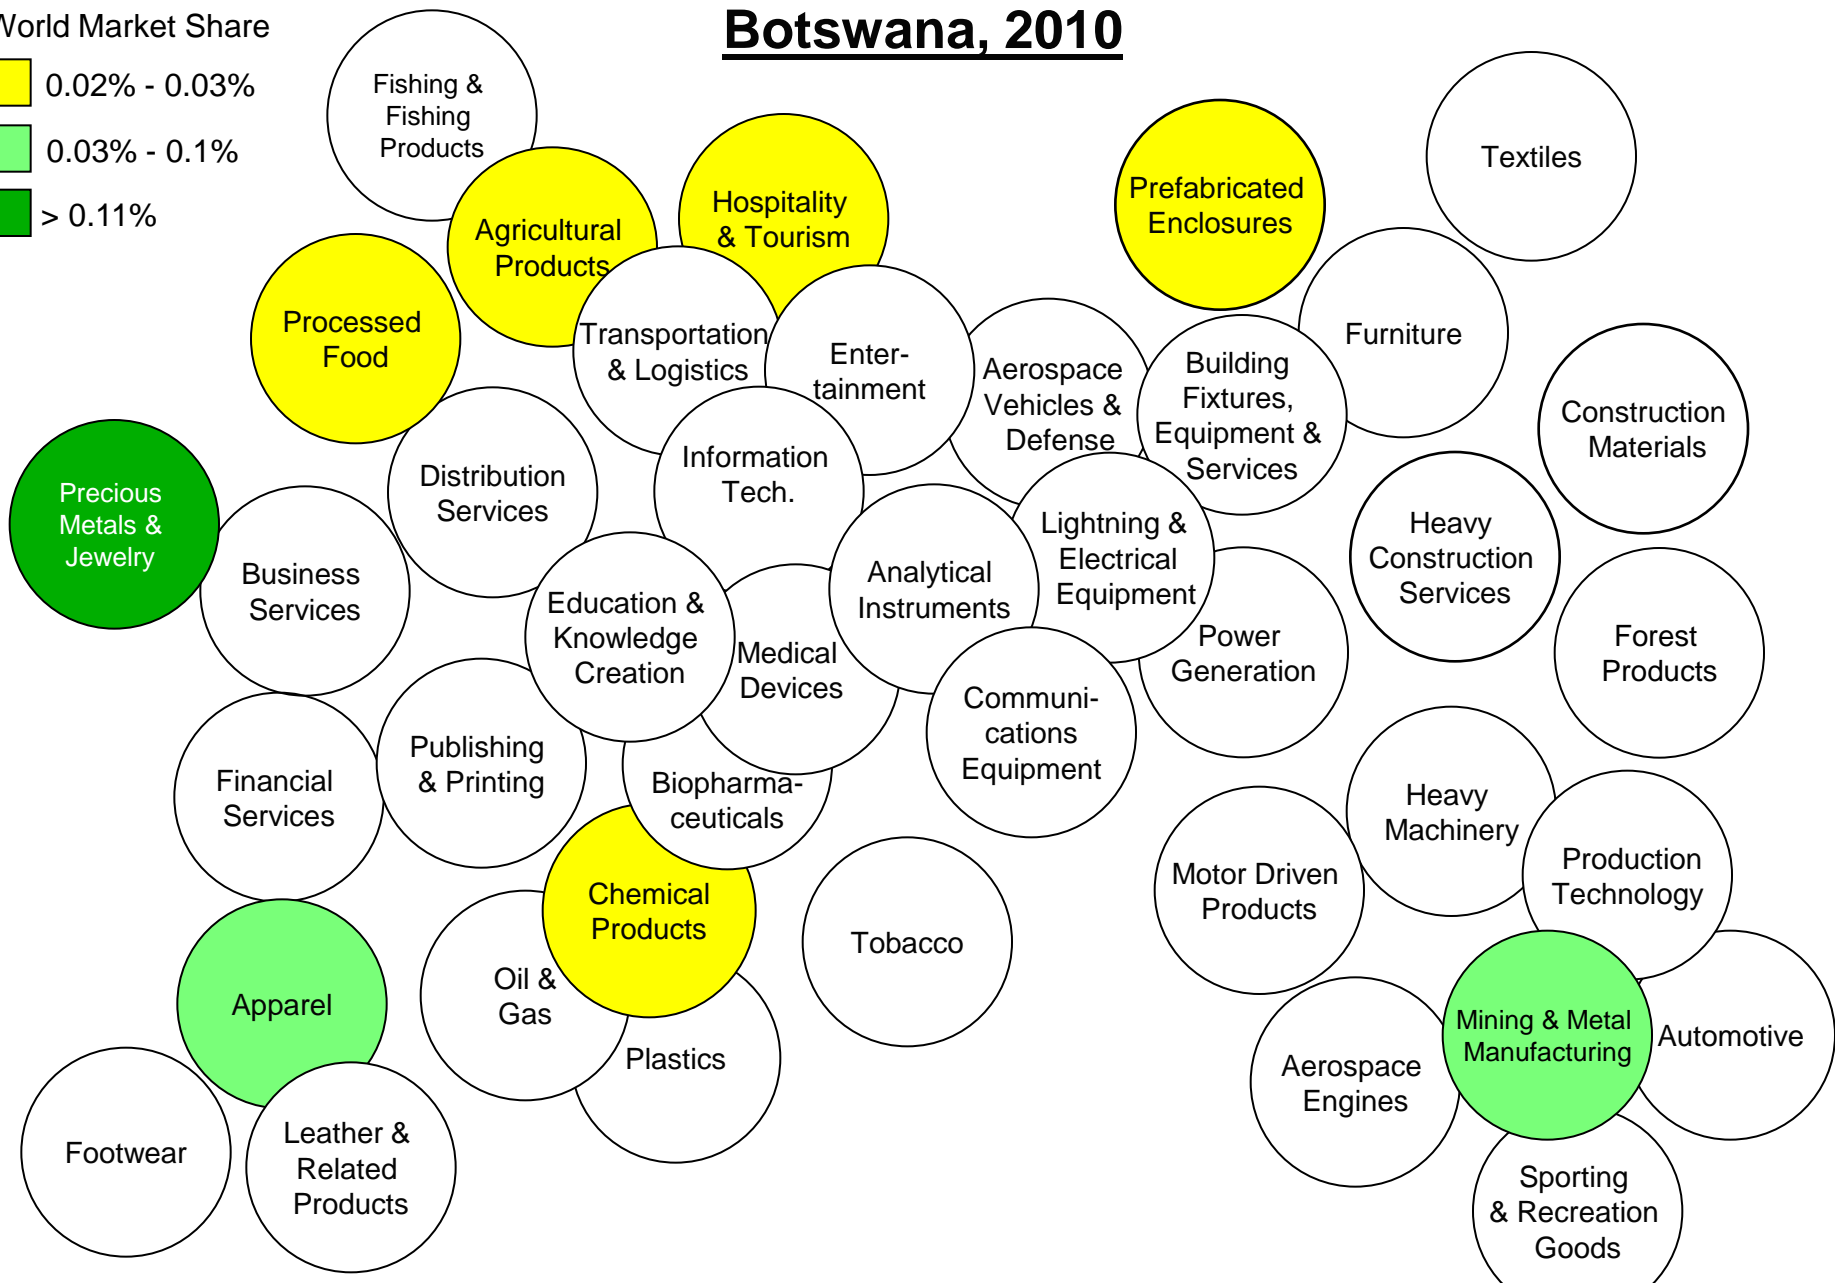 Botswana, 2010
World Market Share
0.02% - 0.03%
0.03% - 0.1%
> 0.11%
Fishing &
Fishing
Products
Textiles
Agricultural
Products
Hospitality
& Tourism
Prefabricated
Enclosures
Processed
Food
Transportation
& Logistics
Enter-
tainment
Aerospace
Vehicles &
Defense
Building
Fixtures,
Equipment &
Services
Furniture
Construction
Materials
Precious
Metals &
Jewelry
Distribution
Services
Information
Tech.
Business
Services
Education &
Knowledge
Creation
Medical
Devices
Analytical
Instruments
Lightning &
Electrical
Equipment
Power
Generation
Heavy
Construction
Services
Forest
Products
Communi-
cations
Equipment
Financial
Services
Publishing
& Printing
Biopharma-
ceuticals
Heavy
Machinery
Motor Driven
Products
Production
Technology
Chemical
Products
Tobacco
Apparel
Oil &
Gas
Plastics
Aerospace
Engines
Mining & Metal
Manufacturing
Automotive
Footwear
Leather &
Related
Products
Sporting
& Recreation
Goods